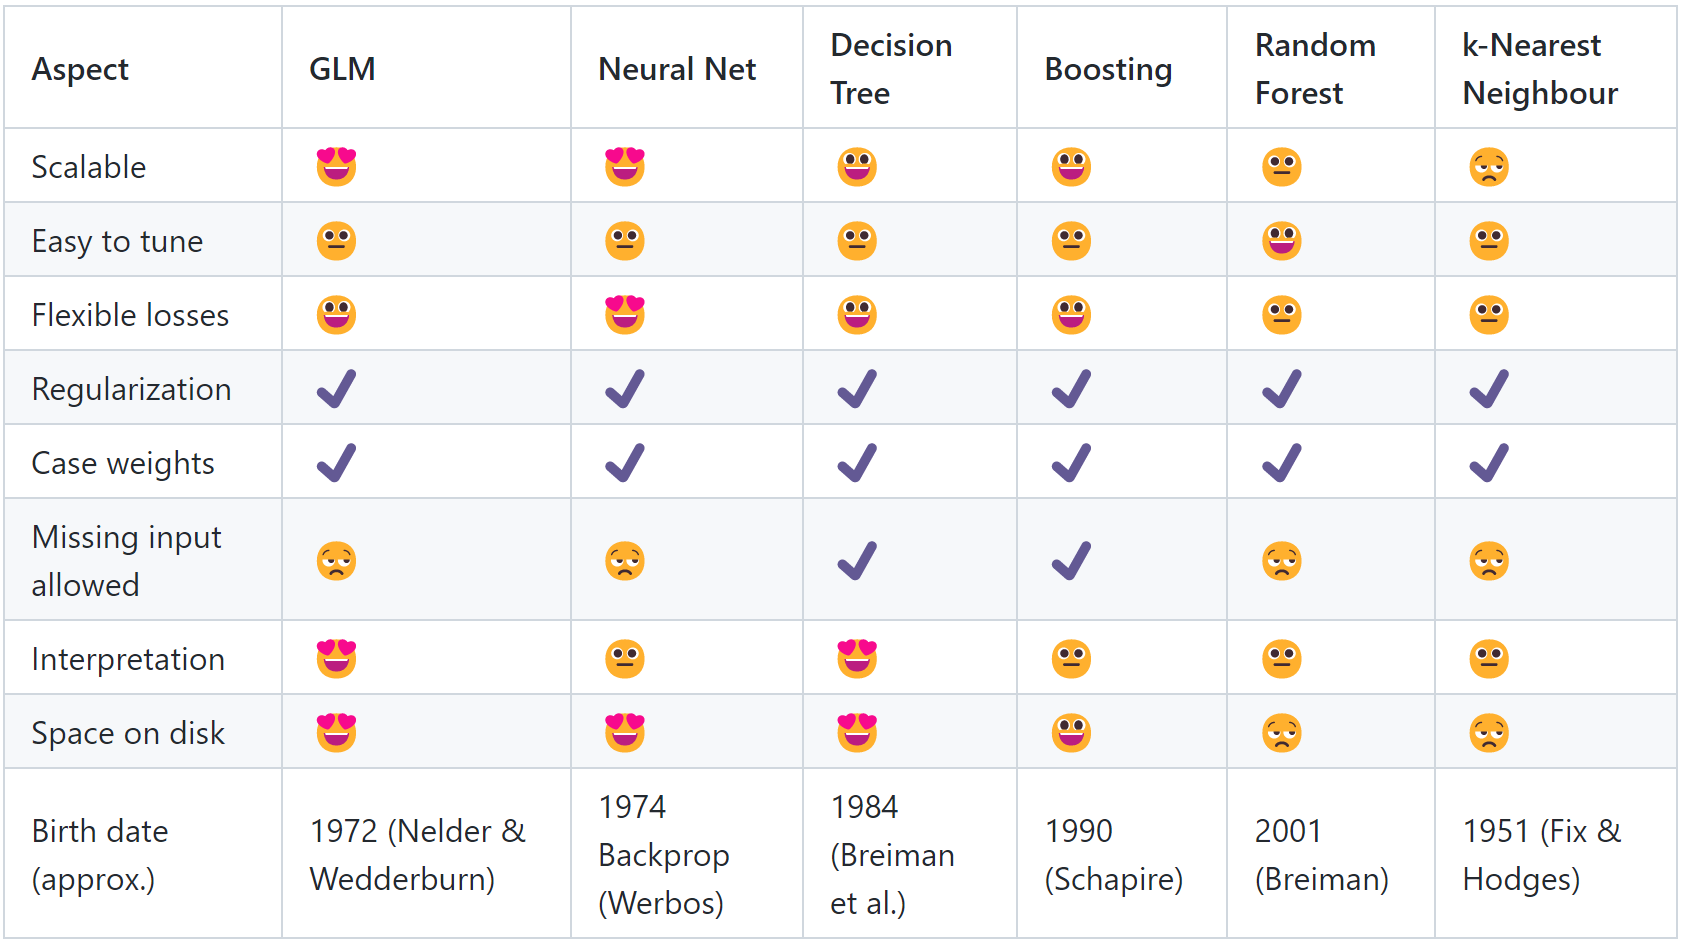 Aspect
GLM
Neural Net
Decision
Tree
Boosting
Random
Forest
k-Nearest
Neighbour
Scalable
Easy to tune
Flexible losses
Regularization
Case weights
Missing input
allowed
Interpretation
Space on disk
Birth date
(approx.)
1972 (Nelder &
Wedderburn)
1974
Backprop
(Werbos)
1984
(Breiman
et al.)
1990
(Schapire)
2001
(Breiman)
1951 (Fix &
Hodges)